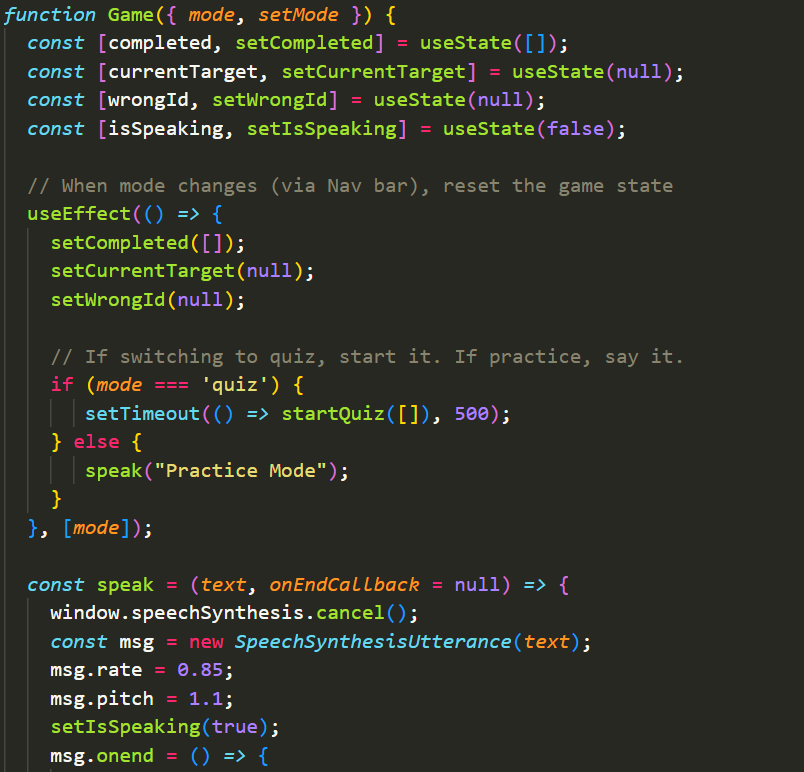 function Game({ mode, setMode }) {
const [completed, setCompleted] = useState([]);
const [currentTarget, setCurrentTarget] = useState(null);
const [wrongId, setWrongId] = useState(null);
const [isSpeaking, setIsSpeaking] = useState(false);
// When mode changes (via Nav bar), reset the game state
useEffect(() => {
setCompleted([]);
setCurrentTarget(null);
setWrongId(null);
// If switching to quiz, start it. If practice, say it.
if (mode === 'quiz') {
setTimeout(() => startQuiz([]), 500);
} else {
speak("Practice Mode");
}
}, [mode]);
const speak = (text, onEndCallback = null) => {
window.speechSynthesis.cancel();
const msg = new SpeechSynthesisUtterance(text);
msg.rate = 0.85;
msg.pitch = 1.1;
setIsSpeaking(true);
msg.onend = () => {